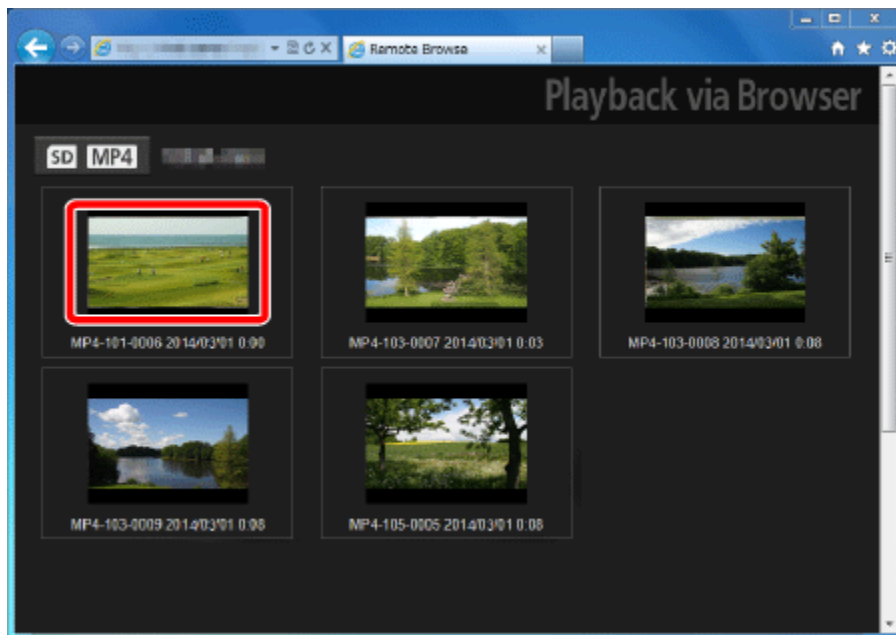 Remote Browse
Playback via Browser
SD MP4
MP4-101-0006 2014/03/01 0:00
MP4-103-0007 2014/03/01 0:03
MP4-103-0008 2014/03/01 0:08
MP4-103-0009 2014/03/01 0:08
MP4-105-0005 2014/03/01 0:08